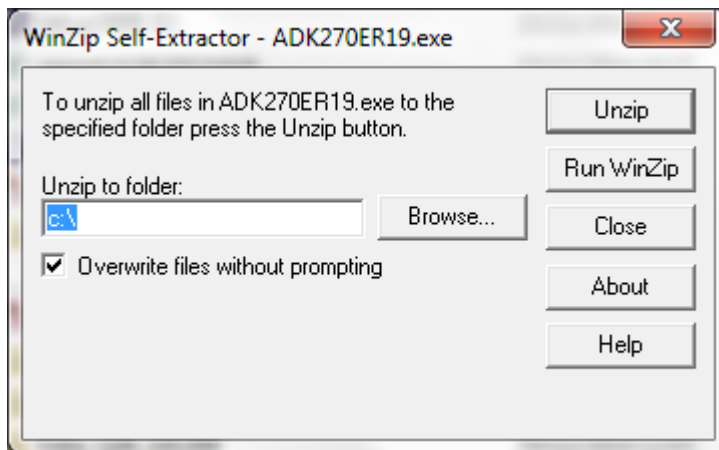 WinZip Self-Extractor - ADK270ER19.exe
To unzip all files in ADK270ER19.exe to the
specified folder press the Unzip button.
Unzip to folder:
c:\
Browse...
Overwrite files without prompting
Unzip
Run WinZip
Close
About
Help